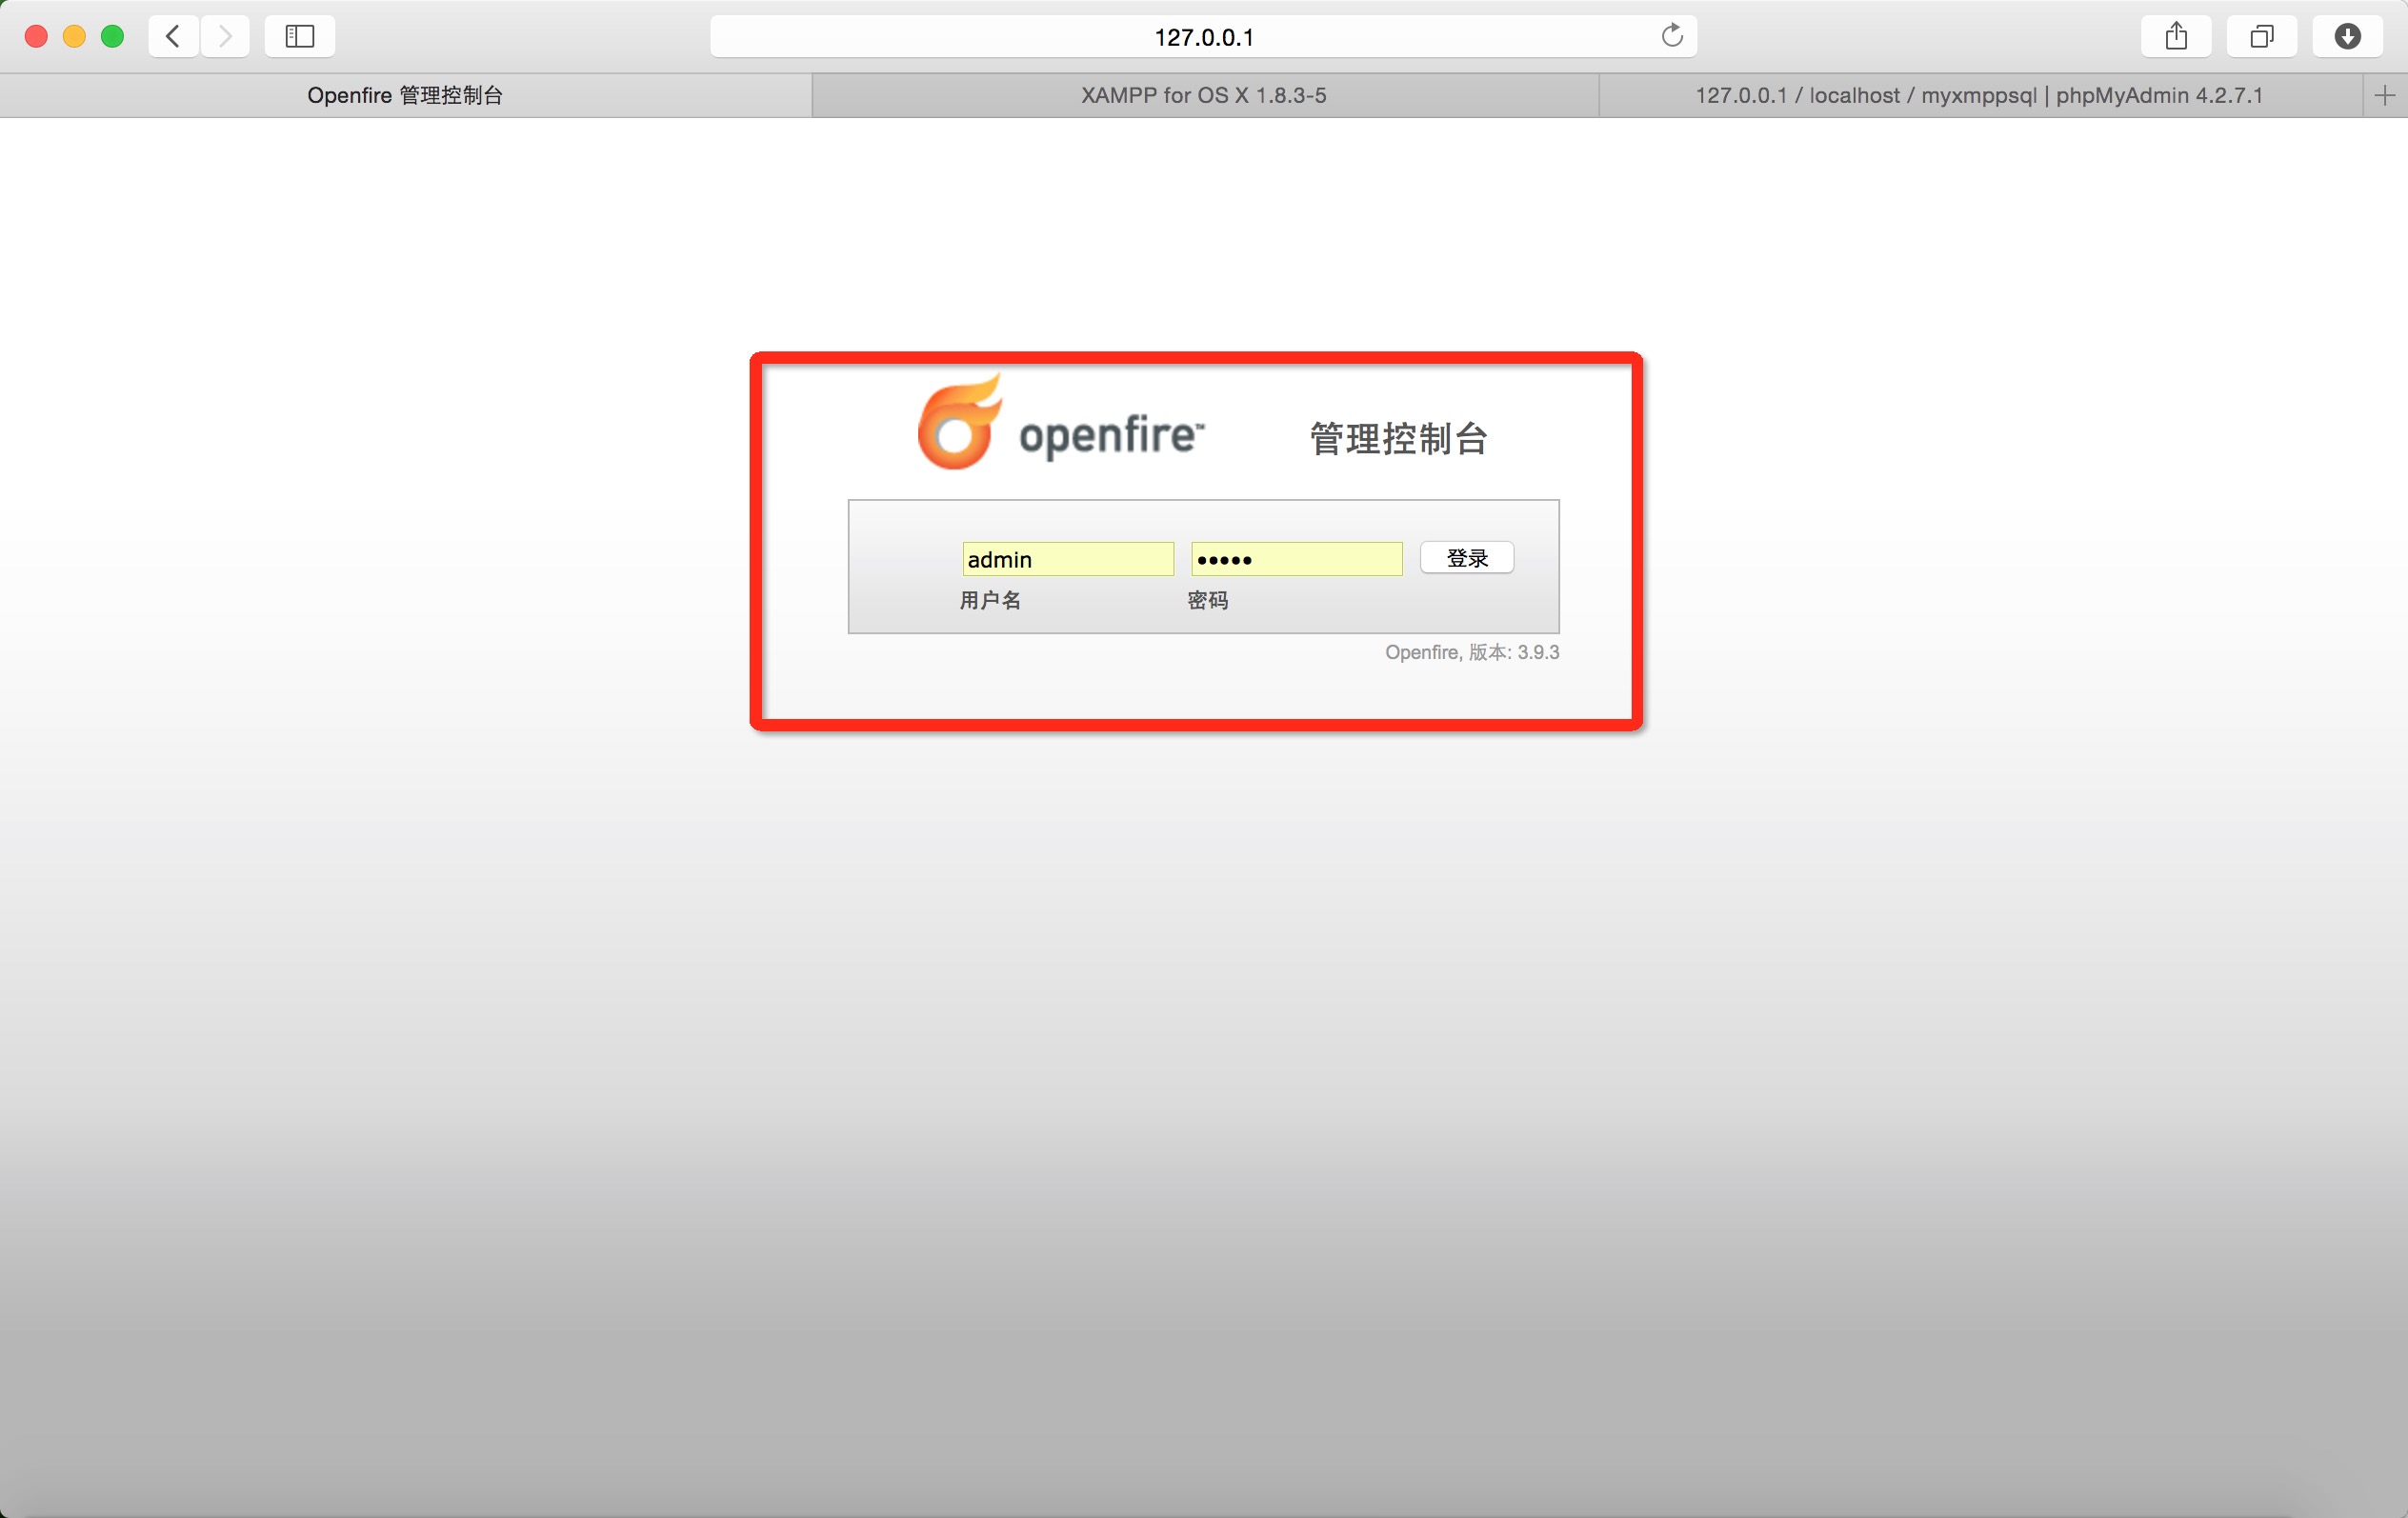 127.0.0.1
Openfire 管理控制台
XAMPP for OS X 1.8.3-5
127.0.0.1 / localhost / myxmppsql | phpMyAdmin 4.2.7.1
openfire™ 管理控制台
admin ••••• 登录
用户名 密码
Openfire, 版本: 3.9.3